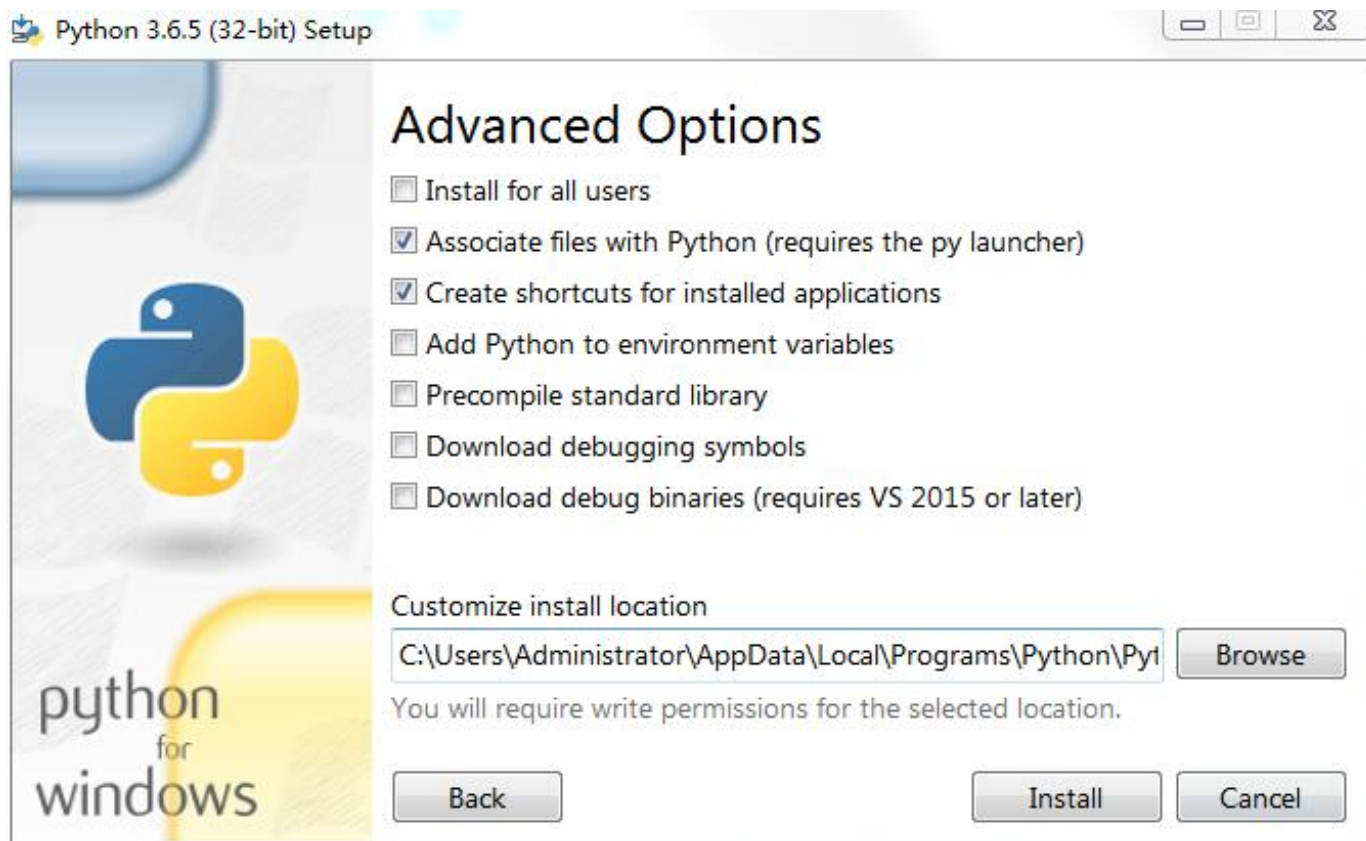 Python 3.6.5 (32-bit) Setup
Advanced Options
Install for all users
Associate files with Python (requires the py launcher)
Create shortcuts for installed applications
Add Python to environment variables
Precompile standard library
Download debugging symbols
Download debug binaries (requires VS 2015 or later)
Customize install location
C:\Users\Administrator\AppData\Local\Programs\Python\Pyt
Browse
You will require write permissions for the selected location.
python
for
windows
Back
Install
Cancel